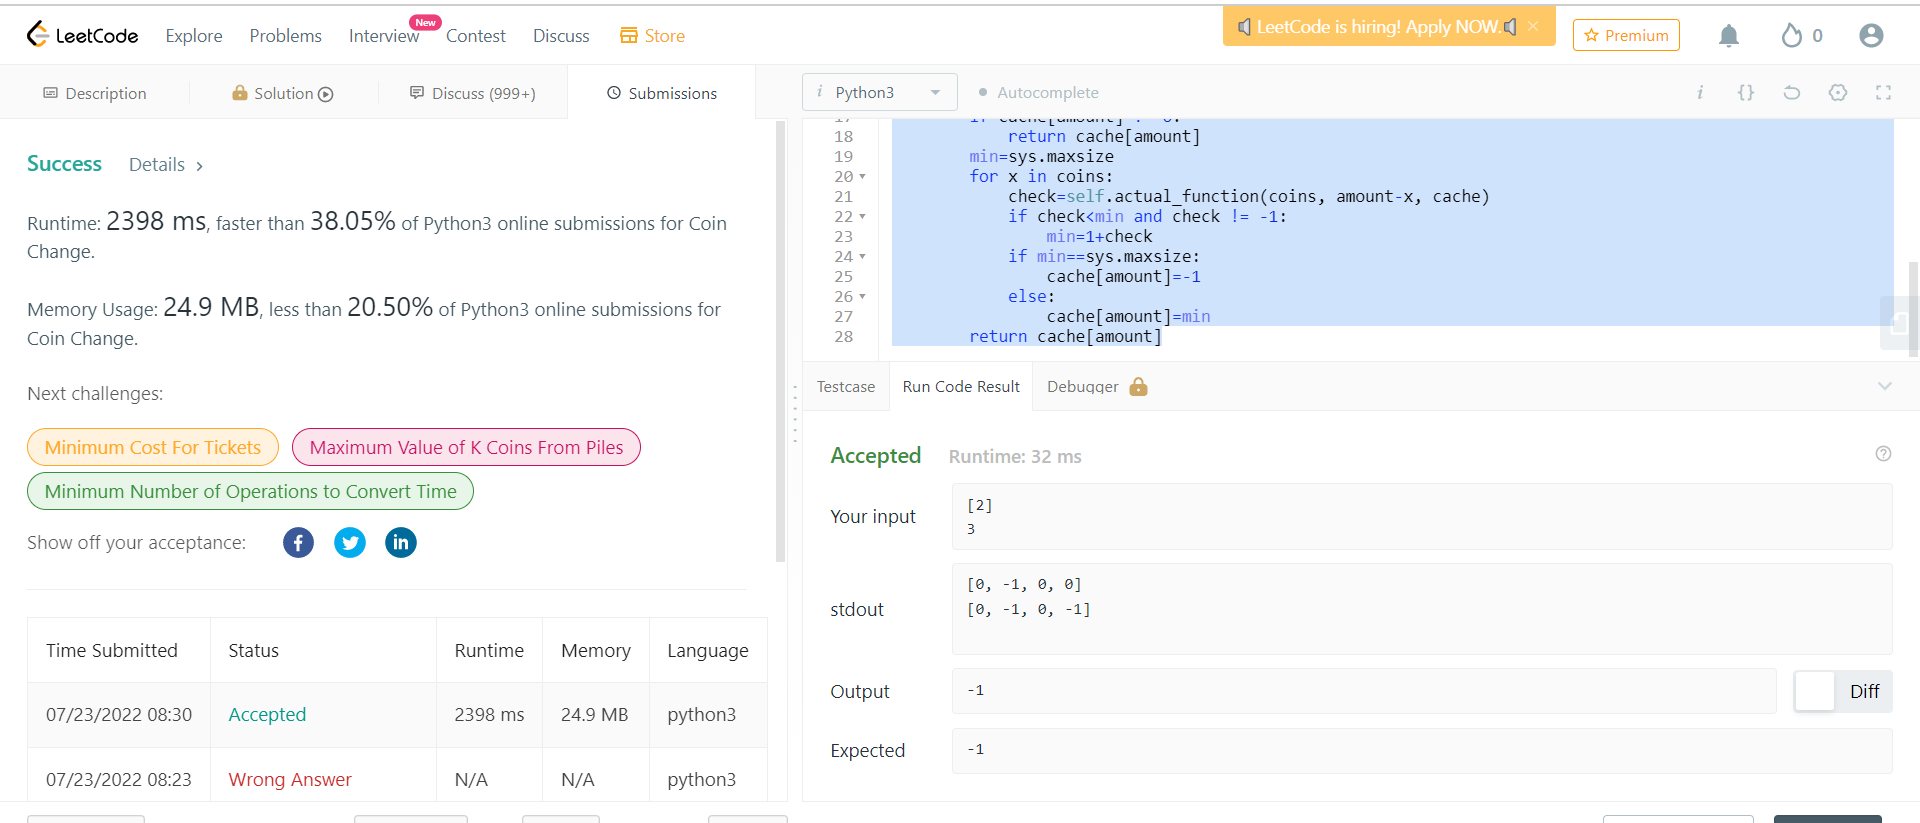 LeetCode
Explore
Problems
Interview
New
Contest
Discuss
Store
LeetCode is hiring! Apply NOW.
Premium
0
Description
Solution
Discuss (999+)
Submissions
i Python3
Autocomplete
i {}
Success
Details >
Runtime: 2398 ms, faster than 38.05% of Python3 online submissions for Coin
Change.
Memory Usage: 24.9 MB, less than 20.50% of Python3 online submissions for
Coin Change.
Next challenges:
Minimum Cost For Tickets
Maximum Value of K Coins From Piles
Minimum Number of Operations to Convert Time
Show off your acceptance:
Time Submitted Status Runtime Memory Language
07/23/2022 08:30 Accepted 2398 ms 24.9 MB python3
07/23/2022 08:23 Wrong Answer N/A N/A python3
18 return cache[amount]
19 min=sys.maxsize
20 for x in coins:
21 check=self.actual_function(coins, amount-x, cache)
22 if check<min and check != -1:
23 min=1+check
24 if min==sys.maxsize:
25 cache[amount]=-1
26 else:
27 cache[amount]=min
28 return cache[amount]
Testcase
Run Code Result
Debugger
Accepted
Runtime: 32 ms
Your input
[2]
3
stdout
[0, -1, 0, 0]
[0, -1, 0, -1]
Output
-1
Diff
Expected
-1